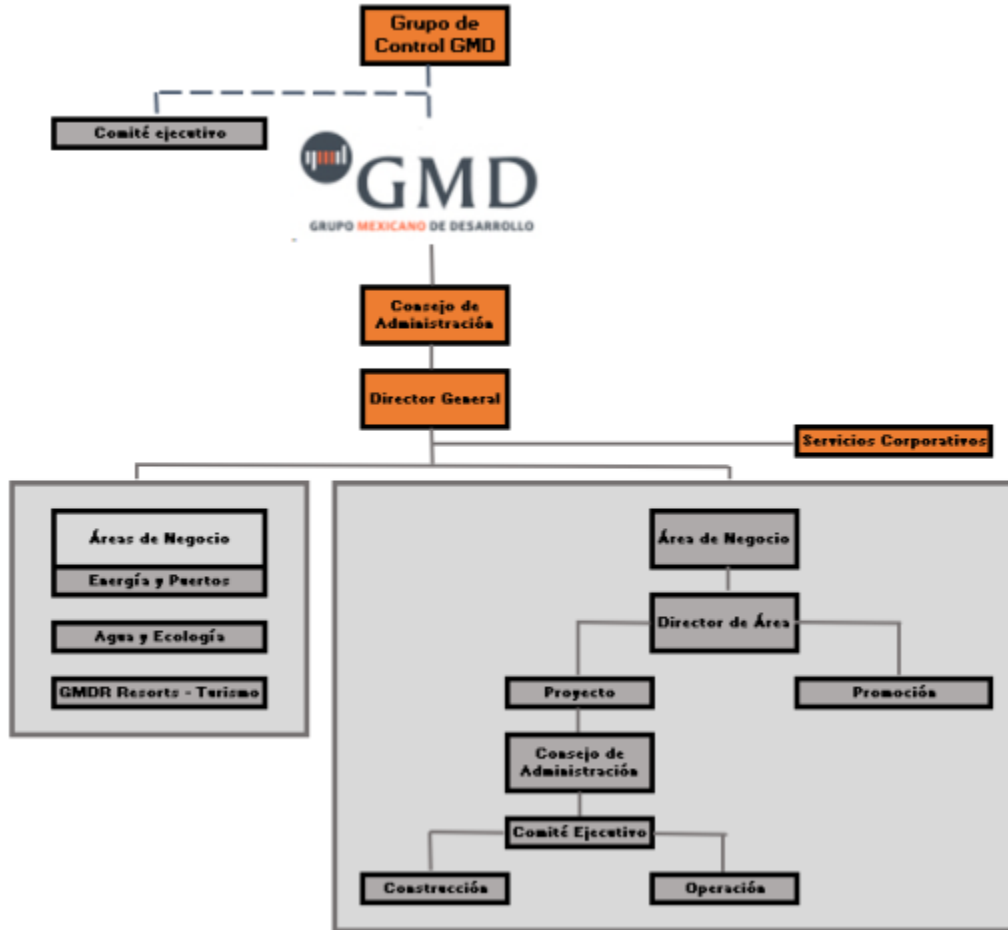 Grupo de
Control GMD
Comité ejecutivo
gmd
GMD
GRUPO MEXICANO DE DESARROLLO
Consejo de
Administración
Director General
Servicios Corporativos
Áreas de Negocio
Energía y Puertos
Agua y Ecología
GMDR Resorts - Turismo
Área de Negocio
Director de Área
Proyecto
Promoción
Consejo de
Administración
Comité Ejecutivo
Construcción
Operación